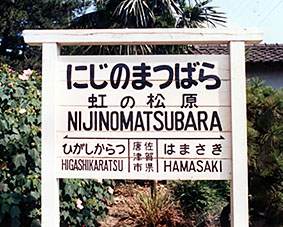 にじのまつばら
虹の松原
NIJINOMATSUBARA
ひがしからつ
HIGASHIKARATSU
佐賀県
唐津市
はまさき
HAMASAKI